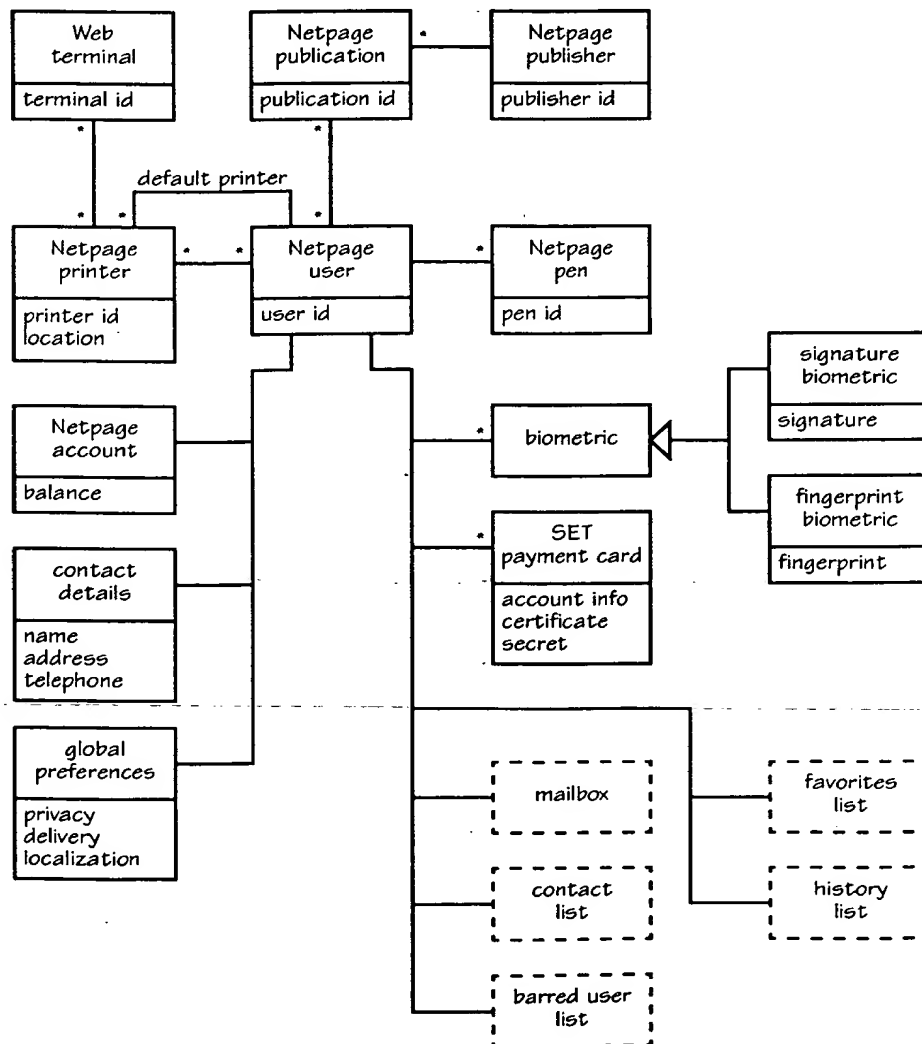 Web
terminal
terminal id
Netpage
publication
publication id
*
Netpage
publisher
publisher id
*
*
default printer
*
*
*
Netpage
printer
printer id
location
*
*
Netpage
user
user id
*
Netpage
pen
pen id
Netpage
account
balance
*
biometric
signature
biometric
signature
fingerprint
biometric
fingerprint
*
SET
payment card
account info
certificate
secret
contact
details
name
address
telephone
global
preferences
privacy
delivery
localization
mailbox
favorites
list
contact
list
history
list
barred user
list